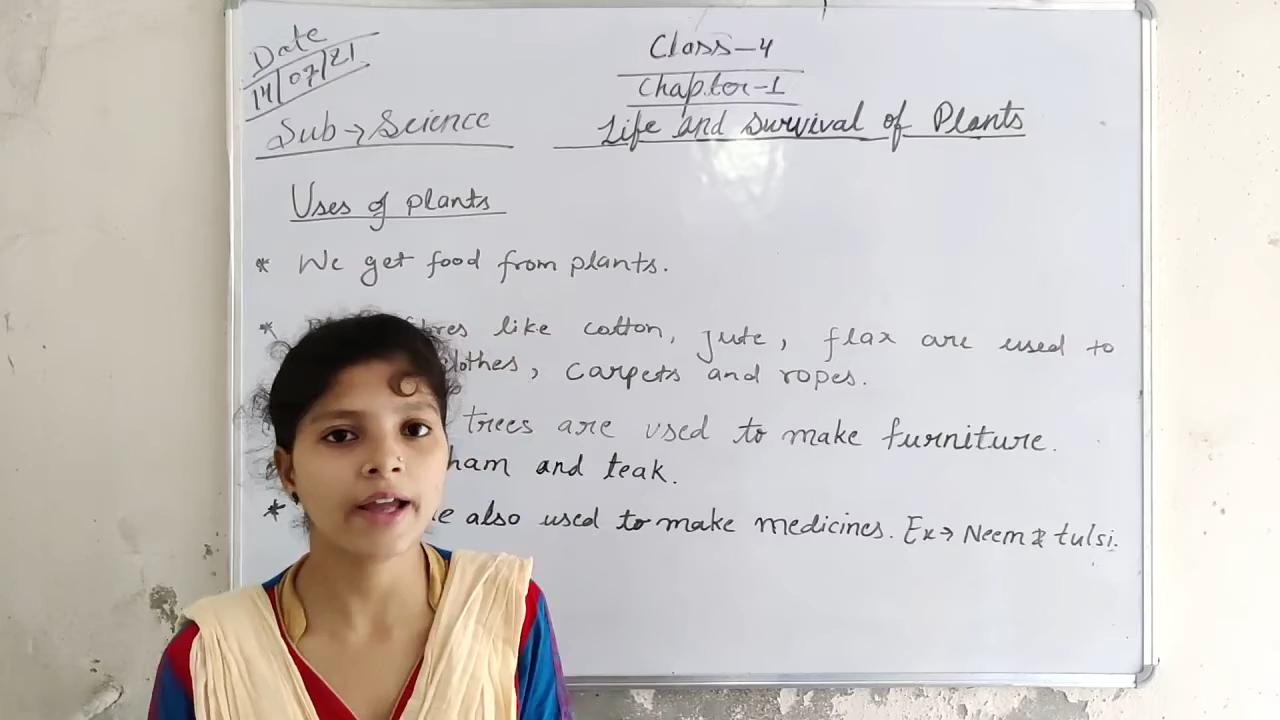 Date
14/07/21
Class-4
Chapter-1
Sub→Science
Life and Survival of Plants
Uses of plants
* We get food from plants.
* fibres like cotton, jute, flax are used to
clothes, carpets and ropes.
trees are used to make furniture.
ham and teak.
* also used to make medicines. Ex→ Neem & tulsi.